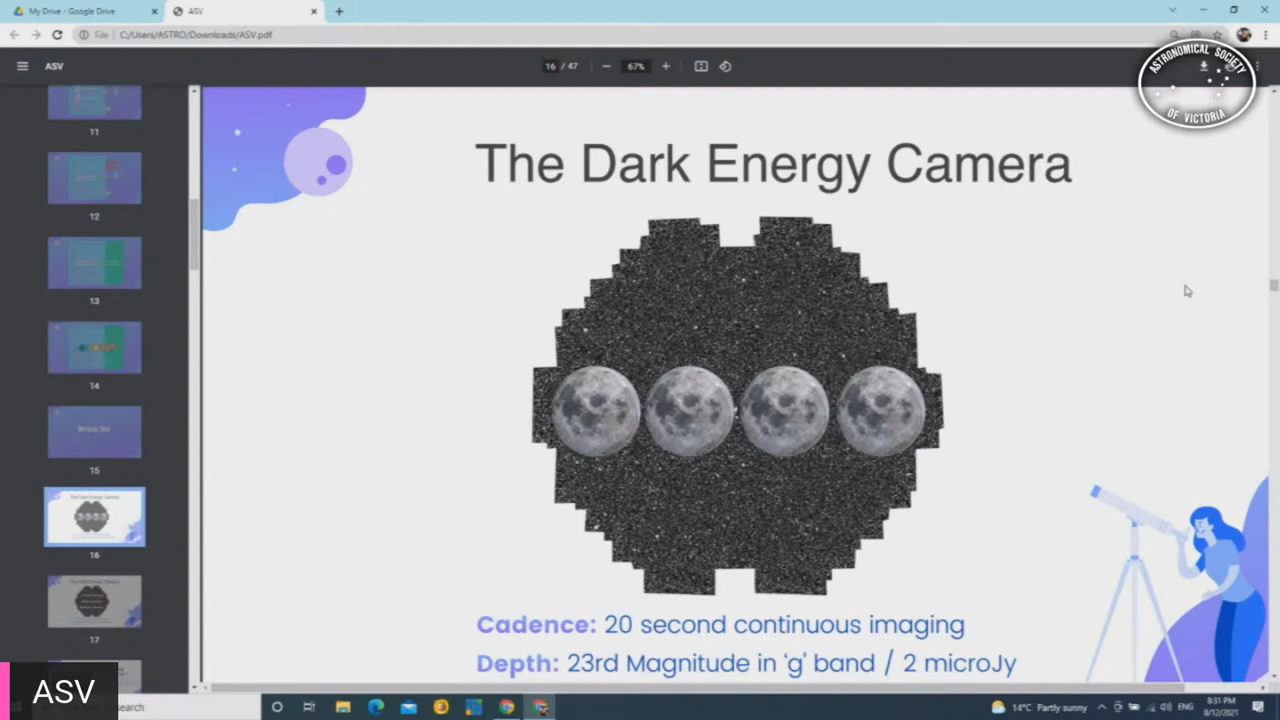 My Drive - Google Drive
ASV
File
C:/Users/ASTRO/Downloads/ASV.pdf
ASV
16 / 47
67%
ASTRONOMICAL SOCIETY
OF VICTORIA
11
12
13
14
15
16
17
The Dark Energy Camera
Cadence: 20 second continuous imaging
Depth: 23rd Magnitude in 'g' band / 2 microJy
ASV
search
14°C Partly sunny
ENG
8:31 PM
8/12/2021